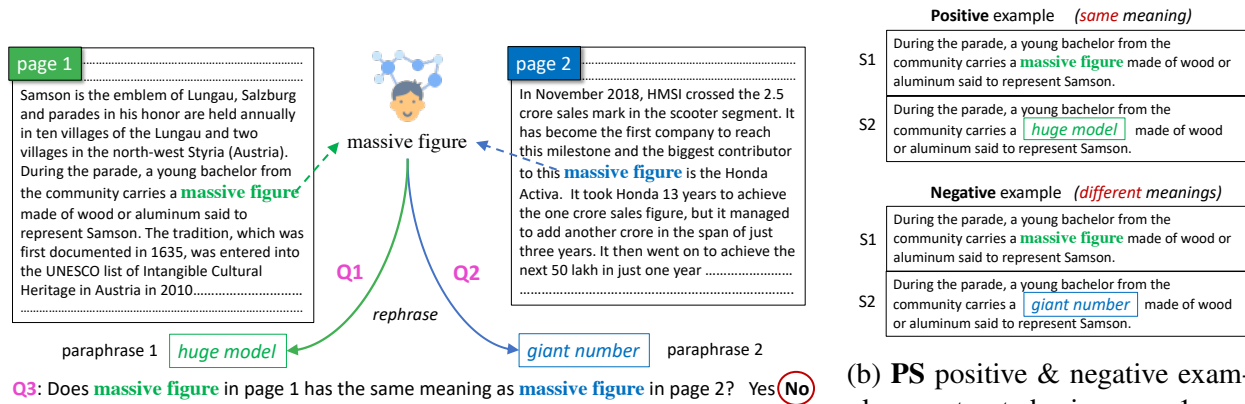 page 1
Samson is the emblem of Lungau, Salzburg
and parades in his honor are held annually
in ten villages of the Lungau and two
villages in the north-west Styria (Austria).
During the parade, a young bachelor from
the community carries a massive figure
made of wood or aluminum said to
represent Samson. The tradition, which was
first documented in 1635, was entered into
the UNESCO list of Intangible Cultural
Heritage in Austria in 2010..............................
massive figure
page 2
In November 2018, HMSI crossed the 2.5
crore sales mark in the scooter segment. It
has become the first company to reach
this milestone and the biggest contributor
to this massive figure is the Honda
Activa. It took Honda 13 years to achieve
the one crore sales figure, but it managed
to add another crore in the span of just
three years. It then went on to achieve the
next 50 lakh in just one year ........................
Q1
Q2
rephrase
paraphrase 1
huge model
giant number
paraphrase 2
Q3: Does massive figure in page 1 has the same meaning as massive figure in page 2? Yes No
Positive example (same meaning)
S1
During the parade, a young bachelor from the
community carries a massive figure made of wood or
aluminum said to represent Samson.
S2
During the parade, a young bachelor from the
community carries a huge model made of wood
or aluminum said to represent Samson.
Negative example (different meanings)
S1
During the parade, a young bachelor from the
community carries a massive figure made of wood or
aluminum said to represent Samson.
S2
During the parade, a young bachelor from the
community carries a giant number made of wood
or aluminum said to represent Samson.
(b) PS positive & negative exam-